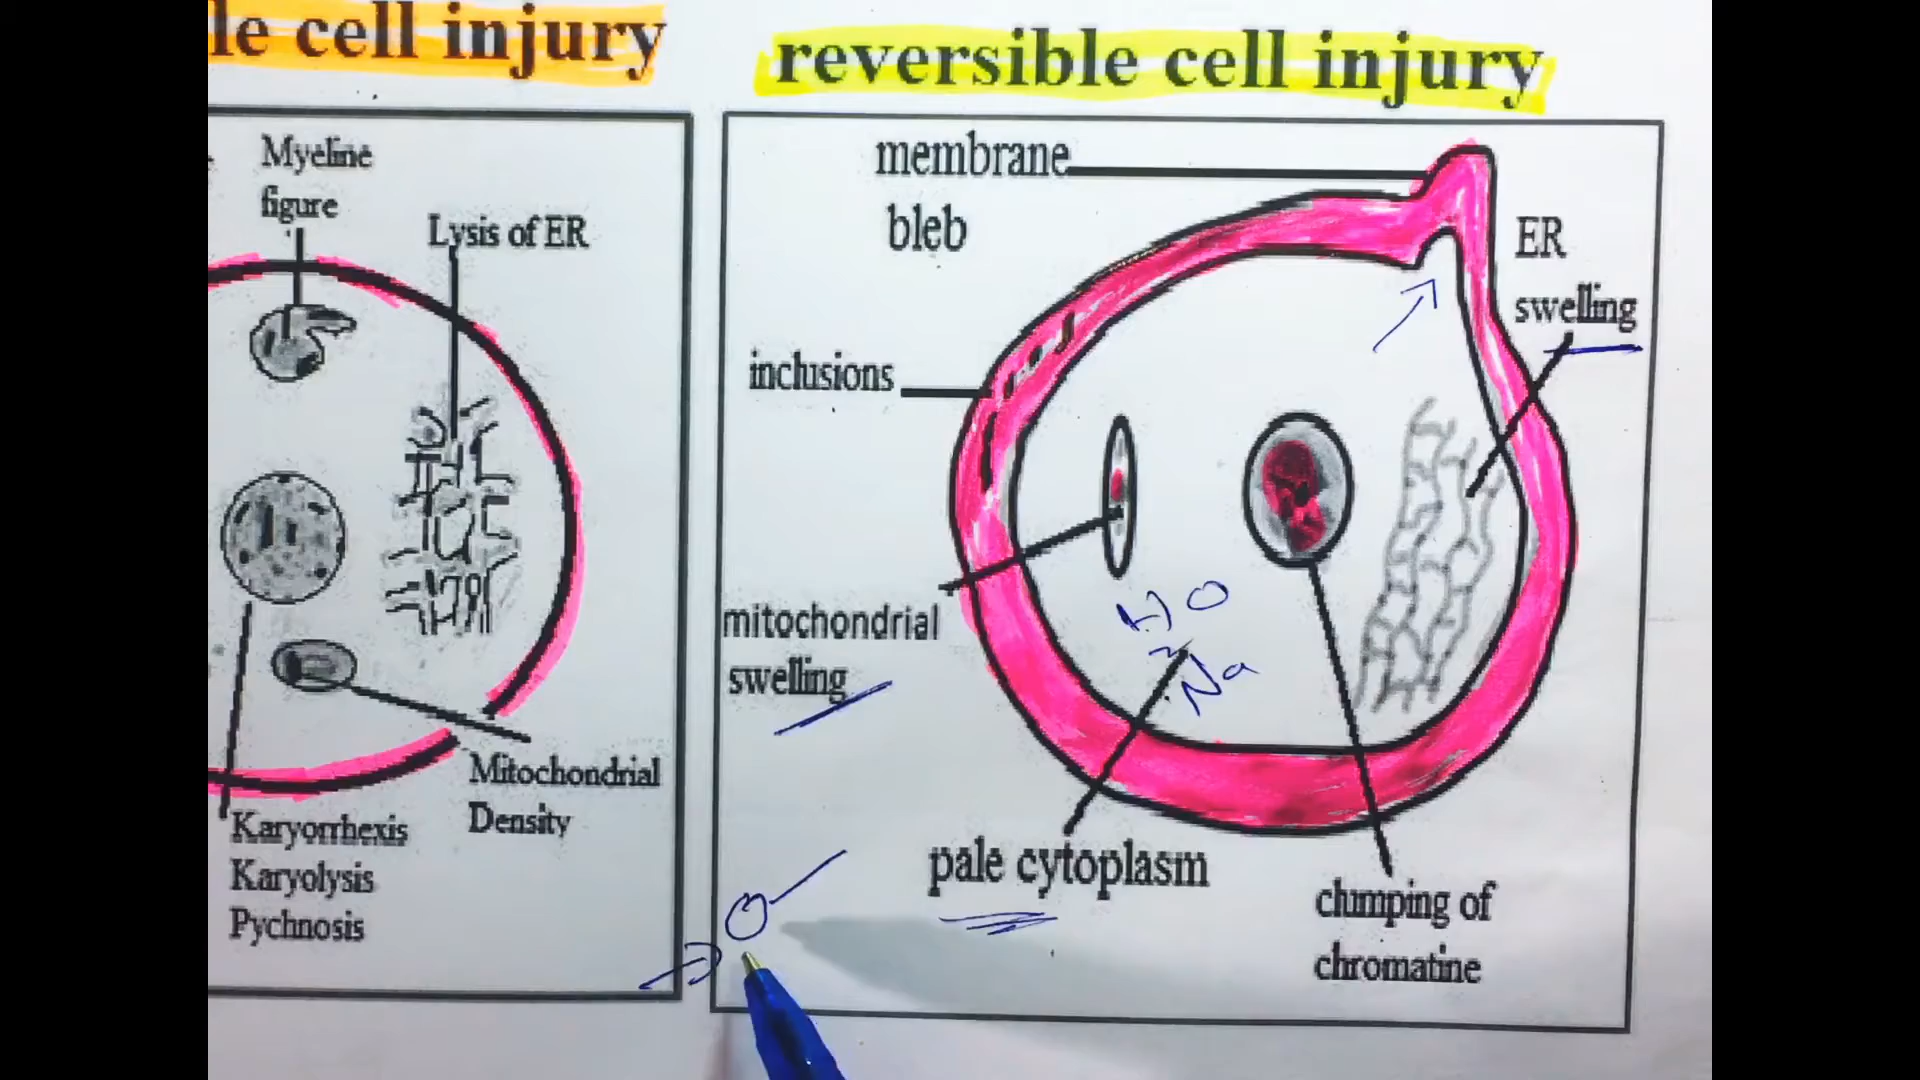 le cell injury
Myeline
figure
Lysis of ER
Mitochondrial
Density
Karyorrhexis
Karyolysis
Pychnosis
reversible cell injury
membrane
bleb
ER
swelling
inclusions
mitochondrial
swelling
H2O
Na
pale cytoplasm
clumping of
chromatine